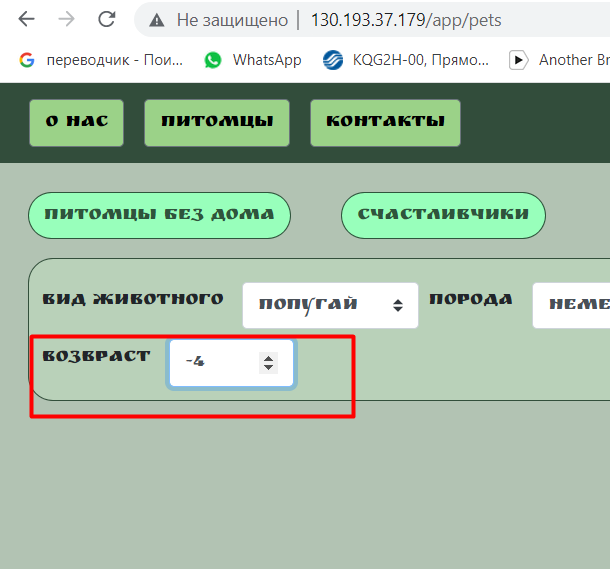 Не защищено | 130.193.37.179/app/pets
переводчик - Пои... WhatsApp KQG2H-00, Прямо... Another Br
О НАС ПИТОМЦЫ КОНТАКТЫ
ПИТОМЦЫ БЕЗ ДОМА СЧАСТЛИВЧИКИ
ВИД ЖИВОТНОГО ПОПУГАЙ ПОРОДА НЕМЕ
ВОЗВРАСТ -4